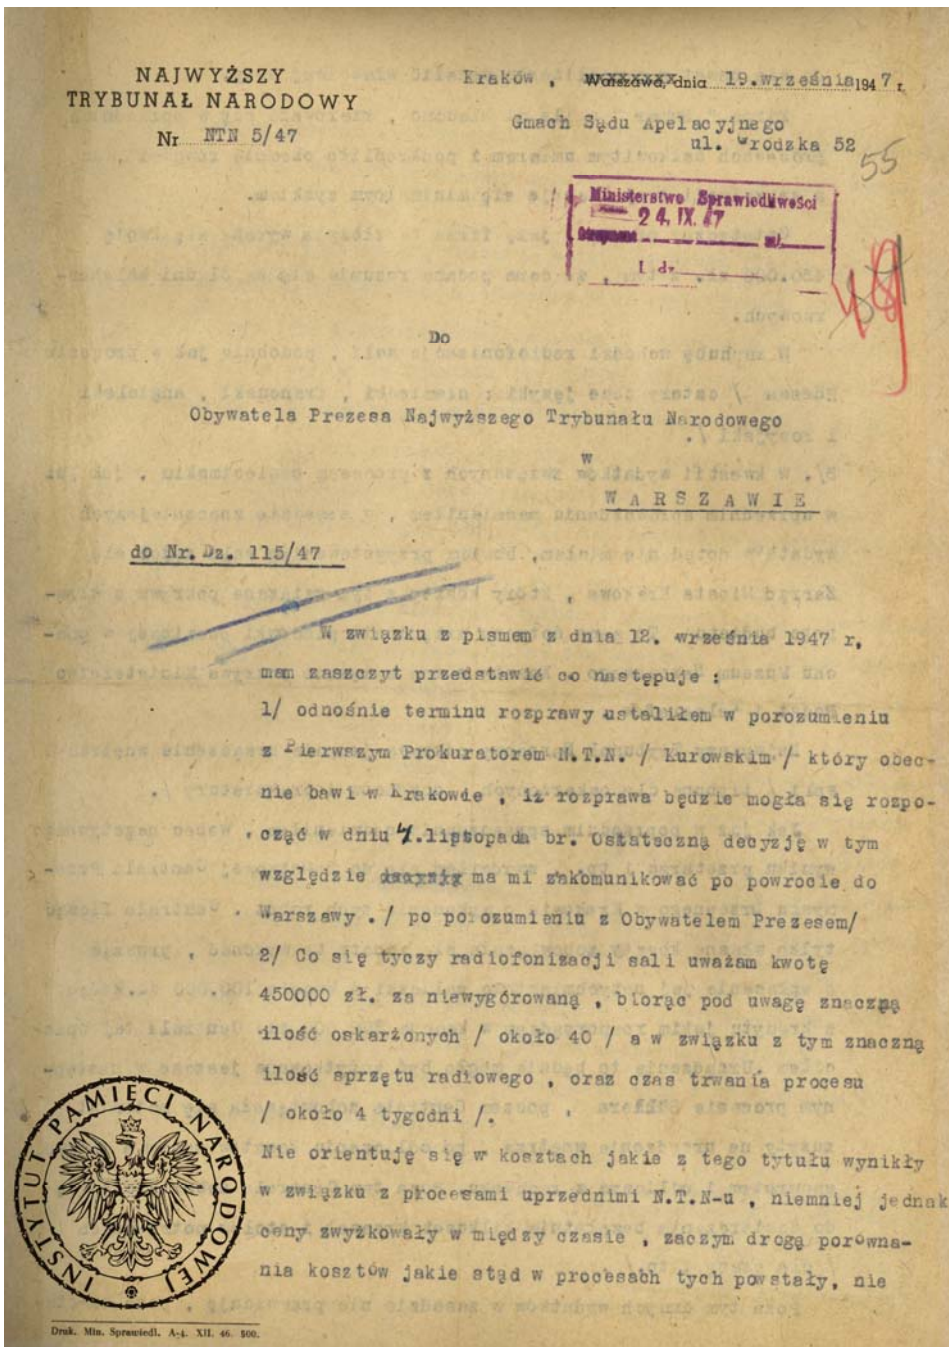 NAJWYŻSZY
TRYBUNAŁ NARODOWY
Nr NTN 5/47
Kraków , Warszawa, dnia 19.września 1947 r.
Gmach Sądu Apelacyjnego
ul. Grodzka 52
55
Ministerstwo Sprawiedliwości
24. IX. 47
Do
Obywatela Prezesa Najwyższego Trybunału Narodowego
w
WARSZAWIE
do Nr. Dz. 115/47
W związku z pismem z dnia 12. września 1947 r,
mam zaszczyt przedstawić co następuje :
1/ odnośnie terminu rozprawy ustaliłem w porozumieniu
z Pierwszym Prokuratorem N.T.N. / Kurowskim / który obec-
nie bawi w Krakowie , iż rozprawa będzie mogła się rozpo-
cząć w dniu 4.listopada br. Ostateczną decyzję w tym
względzie ma mi zakomunikować po powrocie do
Warszawy ./ po porozumieniu z Obywatelem Prezesem/
2/ Co się tyczy radiofonizacji sali uważam kwotę
450000 zł. za niewygórowaną , biorąc pod uwagę znaczną
ilość oskarżonych / około 40 / a w związku z tym znaczną
ilość sprzętu radiowego , oraz czas trwania procesu
/ około 4 tygodni /.
Nie orientuję się w kosztach jakie z tego tytułu wynikły
w związku z procesami uprzednimi N.T.N-u , niemniej jednak
ceny zwyżkowały w między czasie , zaczym drogę porówna-
nia kosztów jakie stąd w procesabh tych powstały, nie
INSTYTUT PAMIĘCI NARODOWEJ
Druk. Min. Sprawiedl. A-4. XII. 46. 500.